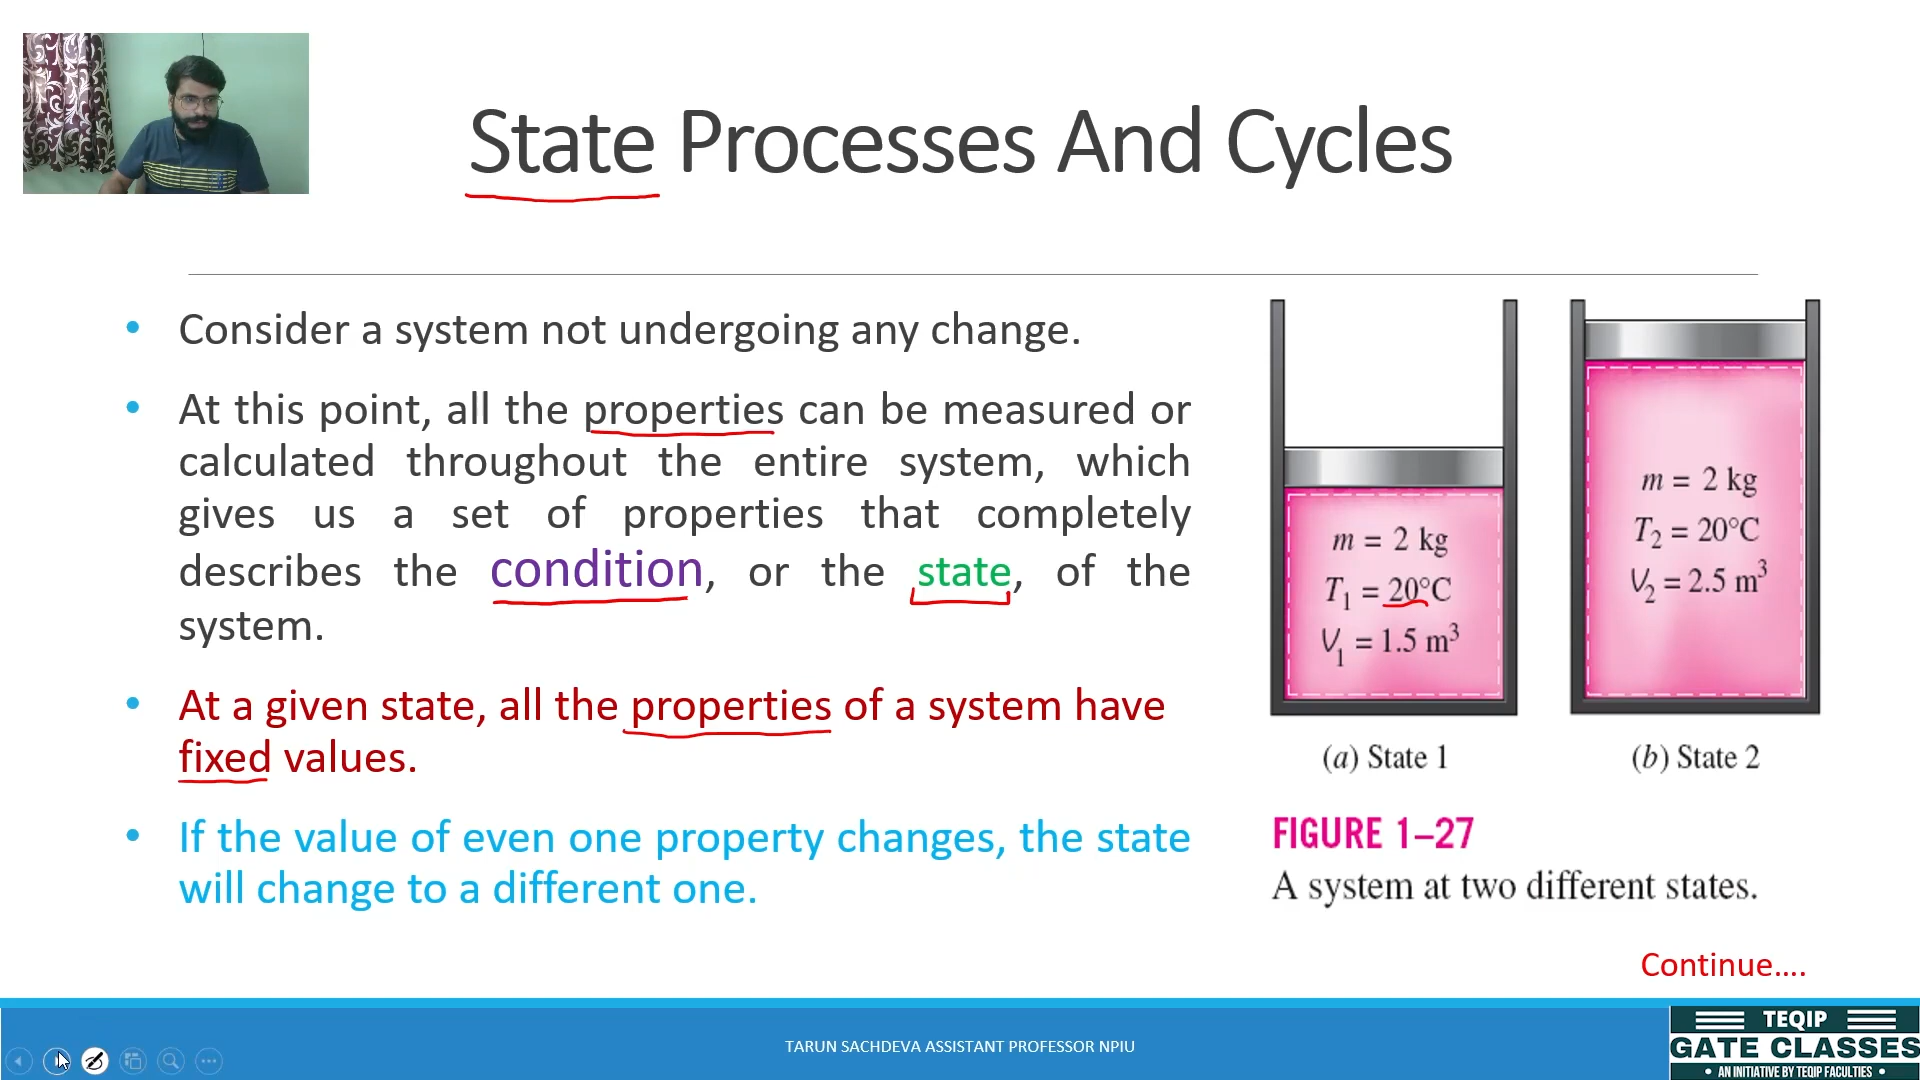 State Processes And Cycles
• Consider a system not undergoing any change.
• At this point, all the properties can be measured or
calculated throughout the entire system, which
gives us a set of properties that completely
describes the condition, or the state, of the
system.
• At a given state, all the properties of a system have
fixed values.
• If the value of even one property changes, the state
will change to a different one.
m = 2 kg
T₁ = 20°C
V₁ = 1.5 m³
(a) State 1
m = 2 kg
T₂ = 20°C
V₂ = 2.5 m³
(b) State 2
FIGURE 1–27
A system at two different states.
Continue....
TARUN SACHDEVA ASSISTANT PROFESSOR NPIU
TEQIP
GATE CLASSES
• AN INITIATIVE BY TEQIP FACULTIES •